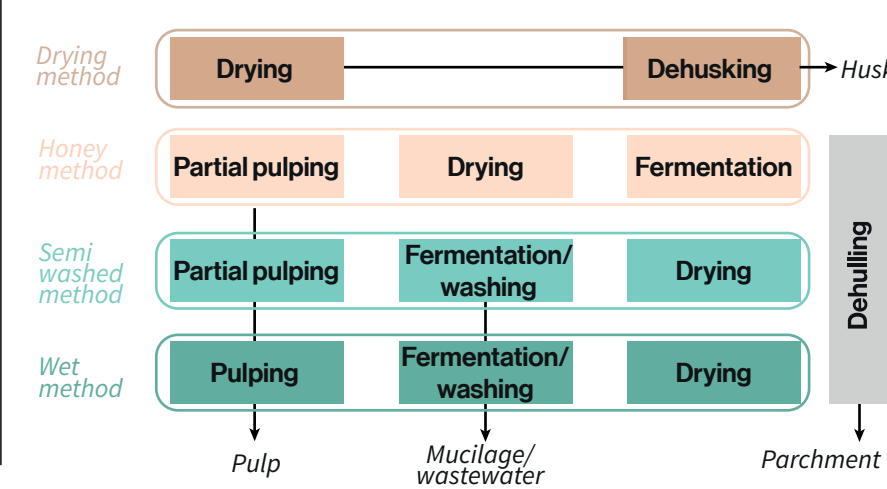 Drying
method
Drying
Dehusking
Husk
Honey
method
Partial pulping
Drying
Fermentation
Semi
washed
method
Partial pulping
Fermentation/
washing
Drying
Dehulling
Wet
method
Pulping
Fermentation/
washing
Drying
Pulp
Mucilage/
wastewater
Parchment